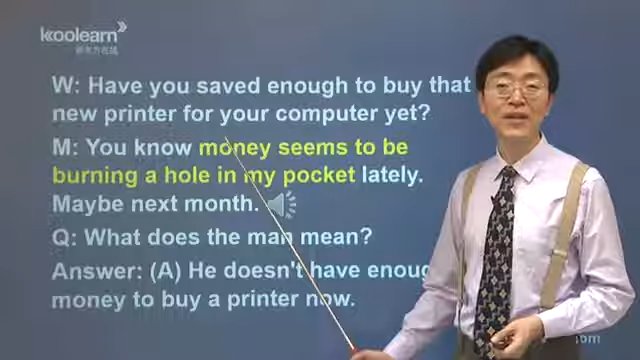 koolearn
新东方在线
W: Have you saved enough to buy that
new printer for your computer yet?
M: You know money seems to be
burning a hole in my pocket lately.
Maybe next month.
Q: What does the man mean?
Answer: (A) He doesn't have
money to buy a printer now.
om